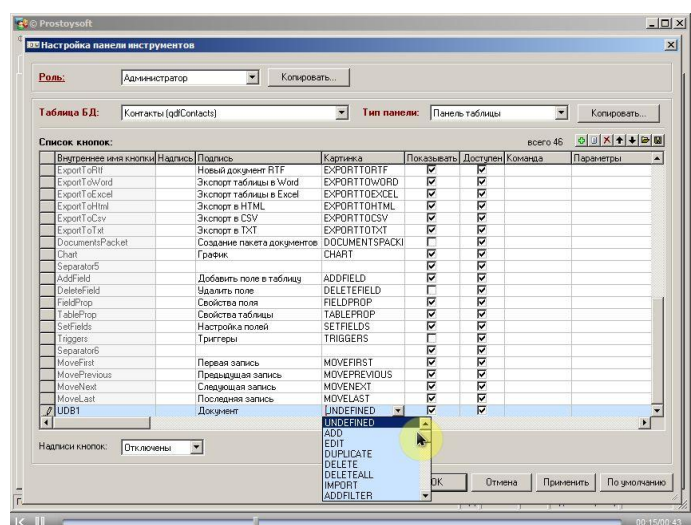 © Prostoysoft
Настройка панели инструментов
Роль: Администратор Копировать...
Таблица БД: Контакты (qdfContacts) Тип панели: Панель таблицы Копировать...
Список кнопок: всего 46
Внутреннее имя кнопки Надпись Подпись Картинка Показывать Доступен Команда Параметры
ExportToRtf Новый документ RTF EXPORTTORTF
ExportToWord Экспорт таблицы в Word EXPORTTOWORD
ExportToExcel Экспорт таблицы в Excel EXPORTTOEXCEL
ExportToHtml Экспорт в HTML EXPORTTOHTML
ExportToCsv Экспорт в CSV EXPORTTOCSV
ExportToTxt Экспорт в TXT EXPORTTOTXT
DocumentsPacket Создание пакета документов DOCUMENTSPACKI
Chart График CHART
Separator5
AddField Добавить поле в таблицу ADDFIELD
DeleteField Удалить поле DELETEFIELD
FieldProp Свойства поля FIELDPROP
TableProp Свойства таблицы TABLEPROP
SetFields Настройка полей SETFIELDS
Triggers Триггеры TRIGGERS
Separator6
MoveFirst Первая запись MOVEFIRST
MovePrevious Предыдущая запись MOVEPREVIOUS
MoveNext Следующая запись MOVENEXT
MoveLast Последняя запись MOVELAST
UDB1 Документ UNDEFINED
UNDEFINED
ADD
EDIT
DUPLICATE
DELETE
DELETEALL
IMPORT
ADDFILTER
Надписи кнопок: Отключены
OK Отмена Применить По умолчанию
00:15/00:43